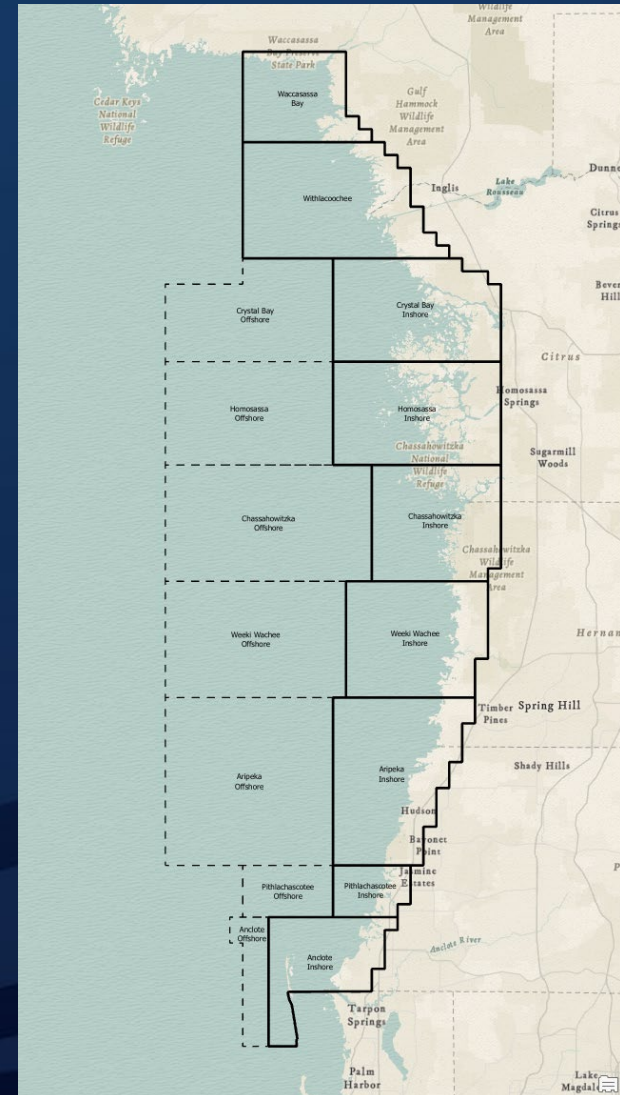 Wildlife
Management
Area
Waccasassa
Bay Preserve
State Park
Cedar Keys
National
Wildlife
Refuge
Waccasassa
Bay
Gulf
Hammock
Wildlife
Management
Area
Withlacoochee
Inglis
Lake
Rousseau
Dunne
Citrus
Spring
Crystal Bay
Offshore
Crystal Bay
Inshore
Bever
Hill
Citrus
Homosassa
Offshore
Homosassa
Inshore
Homosassa
Springs
Chassahowitzka
National
Wildlife
Refuge
Sugarmill
Woods
Chassahowitzka
Offshore
Chassahowitzka
Inshore
Chassahowitzka
Wildlife
Management
Area
Weeki Wachee
Offshore
Weeki Wachee
Inshore
Hernan
Timber
Pines
Spring Hill
Aripeka
Offshore
Aripeka
Inshore
Shady Hills
Hudson
Bayonet
Point
Jasmine
Estates
P
Pithlachascotee
Offshore
Pithlachascotee
Inshore
Anclote
Offshore
Anclote
Inshore
Anclote River
Tarpon
Springs
Palm
Harbor
Lake
Magdal